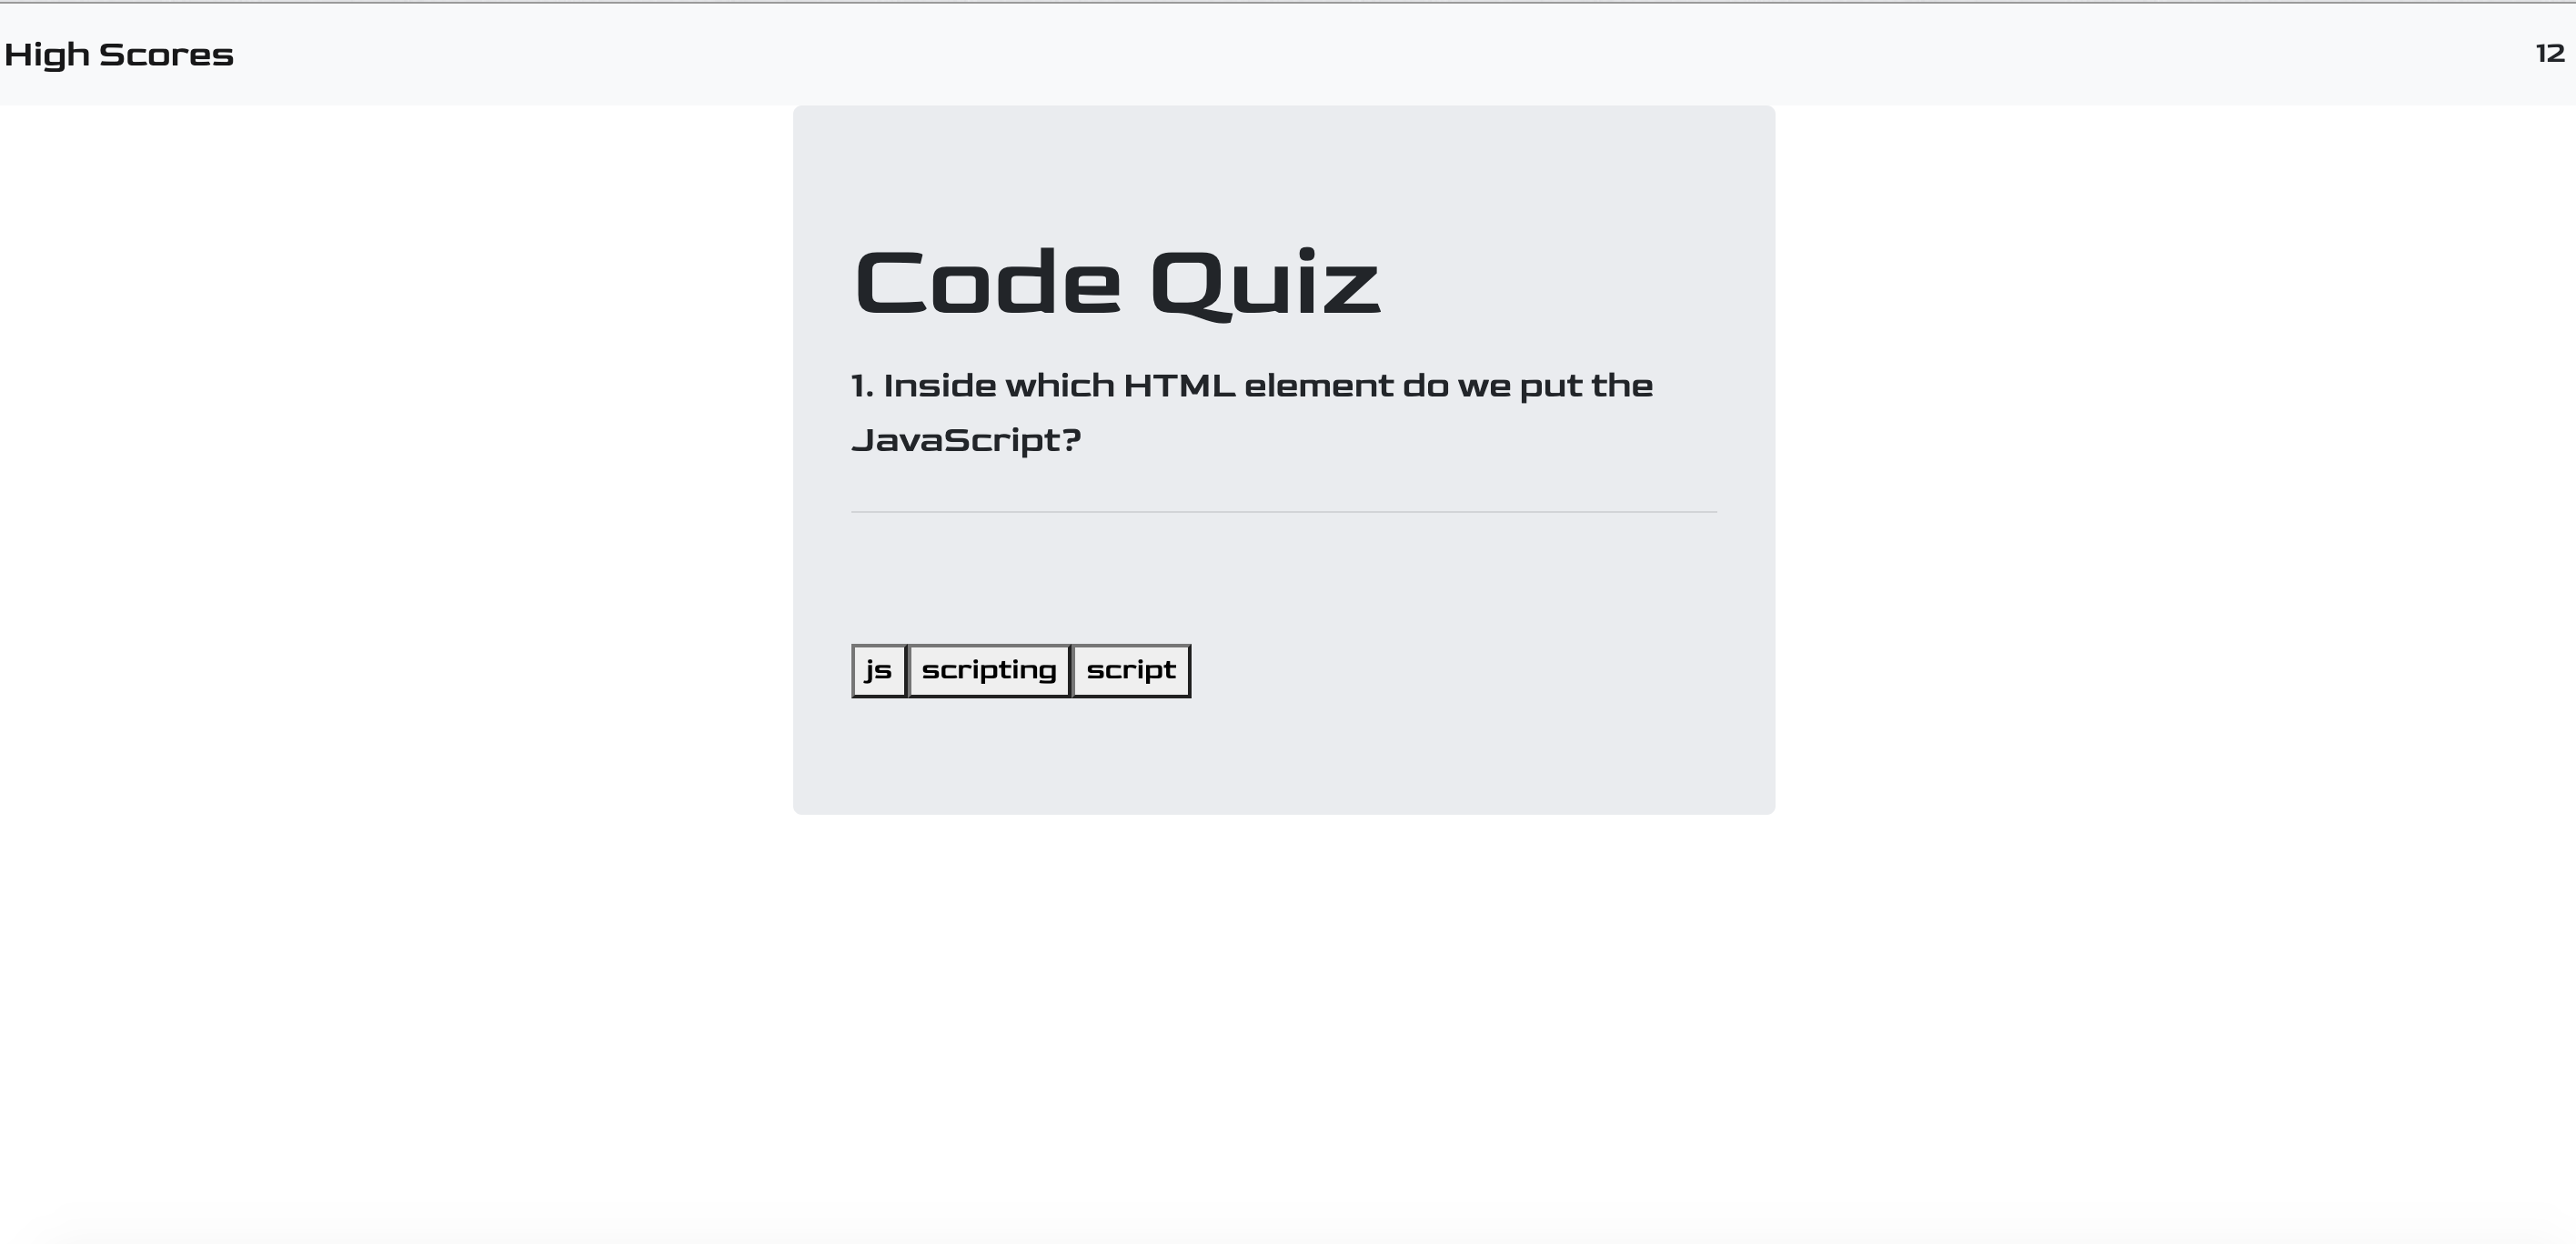 High Scores
12
Code Quiz
1. Inside which HTML element do we put the
JavaScript?
js
scripting
script